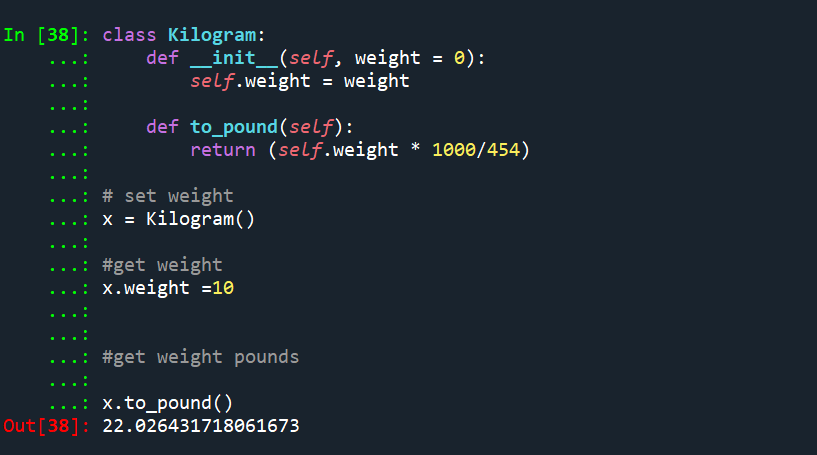 In [38]: class Kilogram:
    ...:     def __init__(self, weight = 0):
    ...:         self.weight = weight
    ...:
    ...:     def to_pound(self):
    ...:         return (self.weight * 1000/454)
    ...:
    ...: # set weight
    ...: x = Kilogram()
    ...:
    ...: #get weight
    ...: x.weight =10
    ...:
    ...:
    ...: #get weight pounds
    ...:
    ...: x.to_pound()
Out[38]: 22.026431718061673